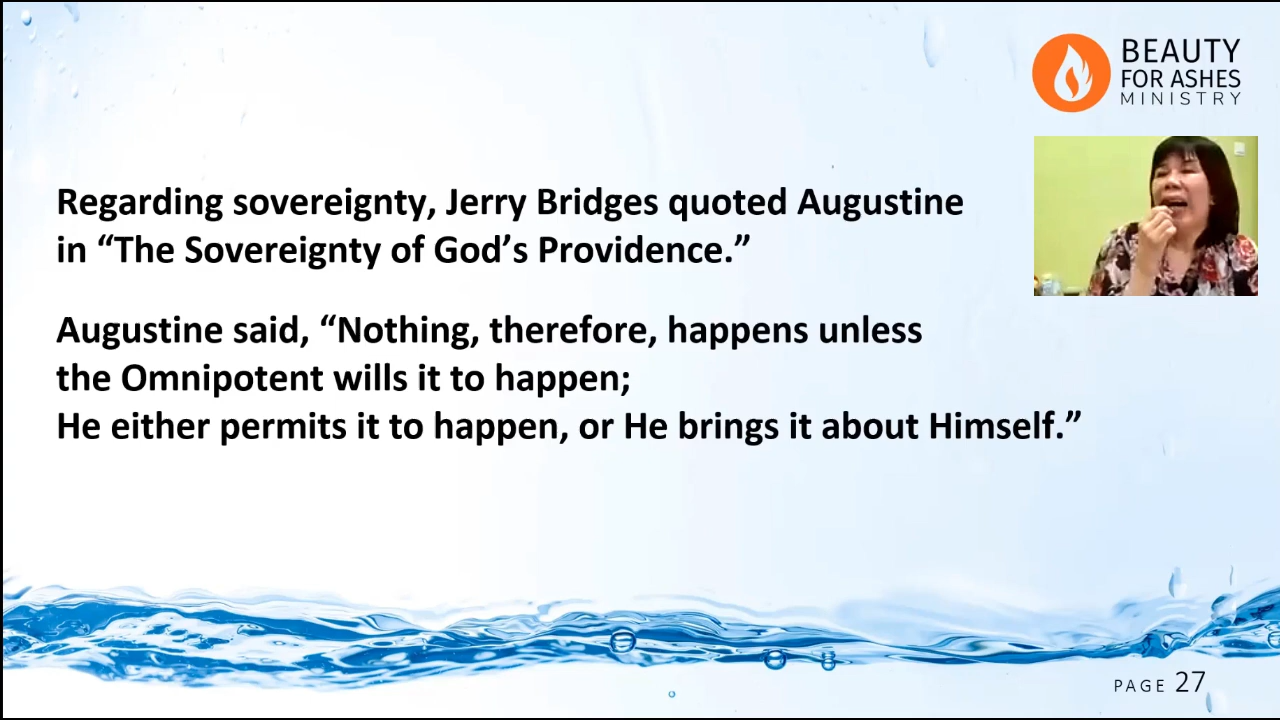 BEAUTY
FOR ASHES
MINISTRY
Regarding sovereignty, Jerry Bridges quoted Augustine
in “The Sovereignty of God’s Providence.”
Augustine said, “Nothing, therefore, happens unless
the Omnipotent wills it to happen;
He either permits it to happen, or He brings it about Himself.”
PAGE 27